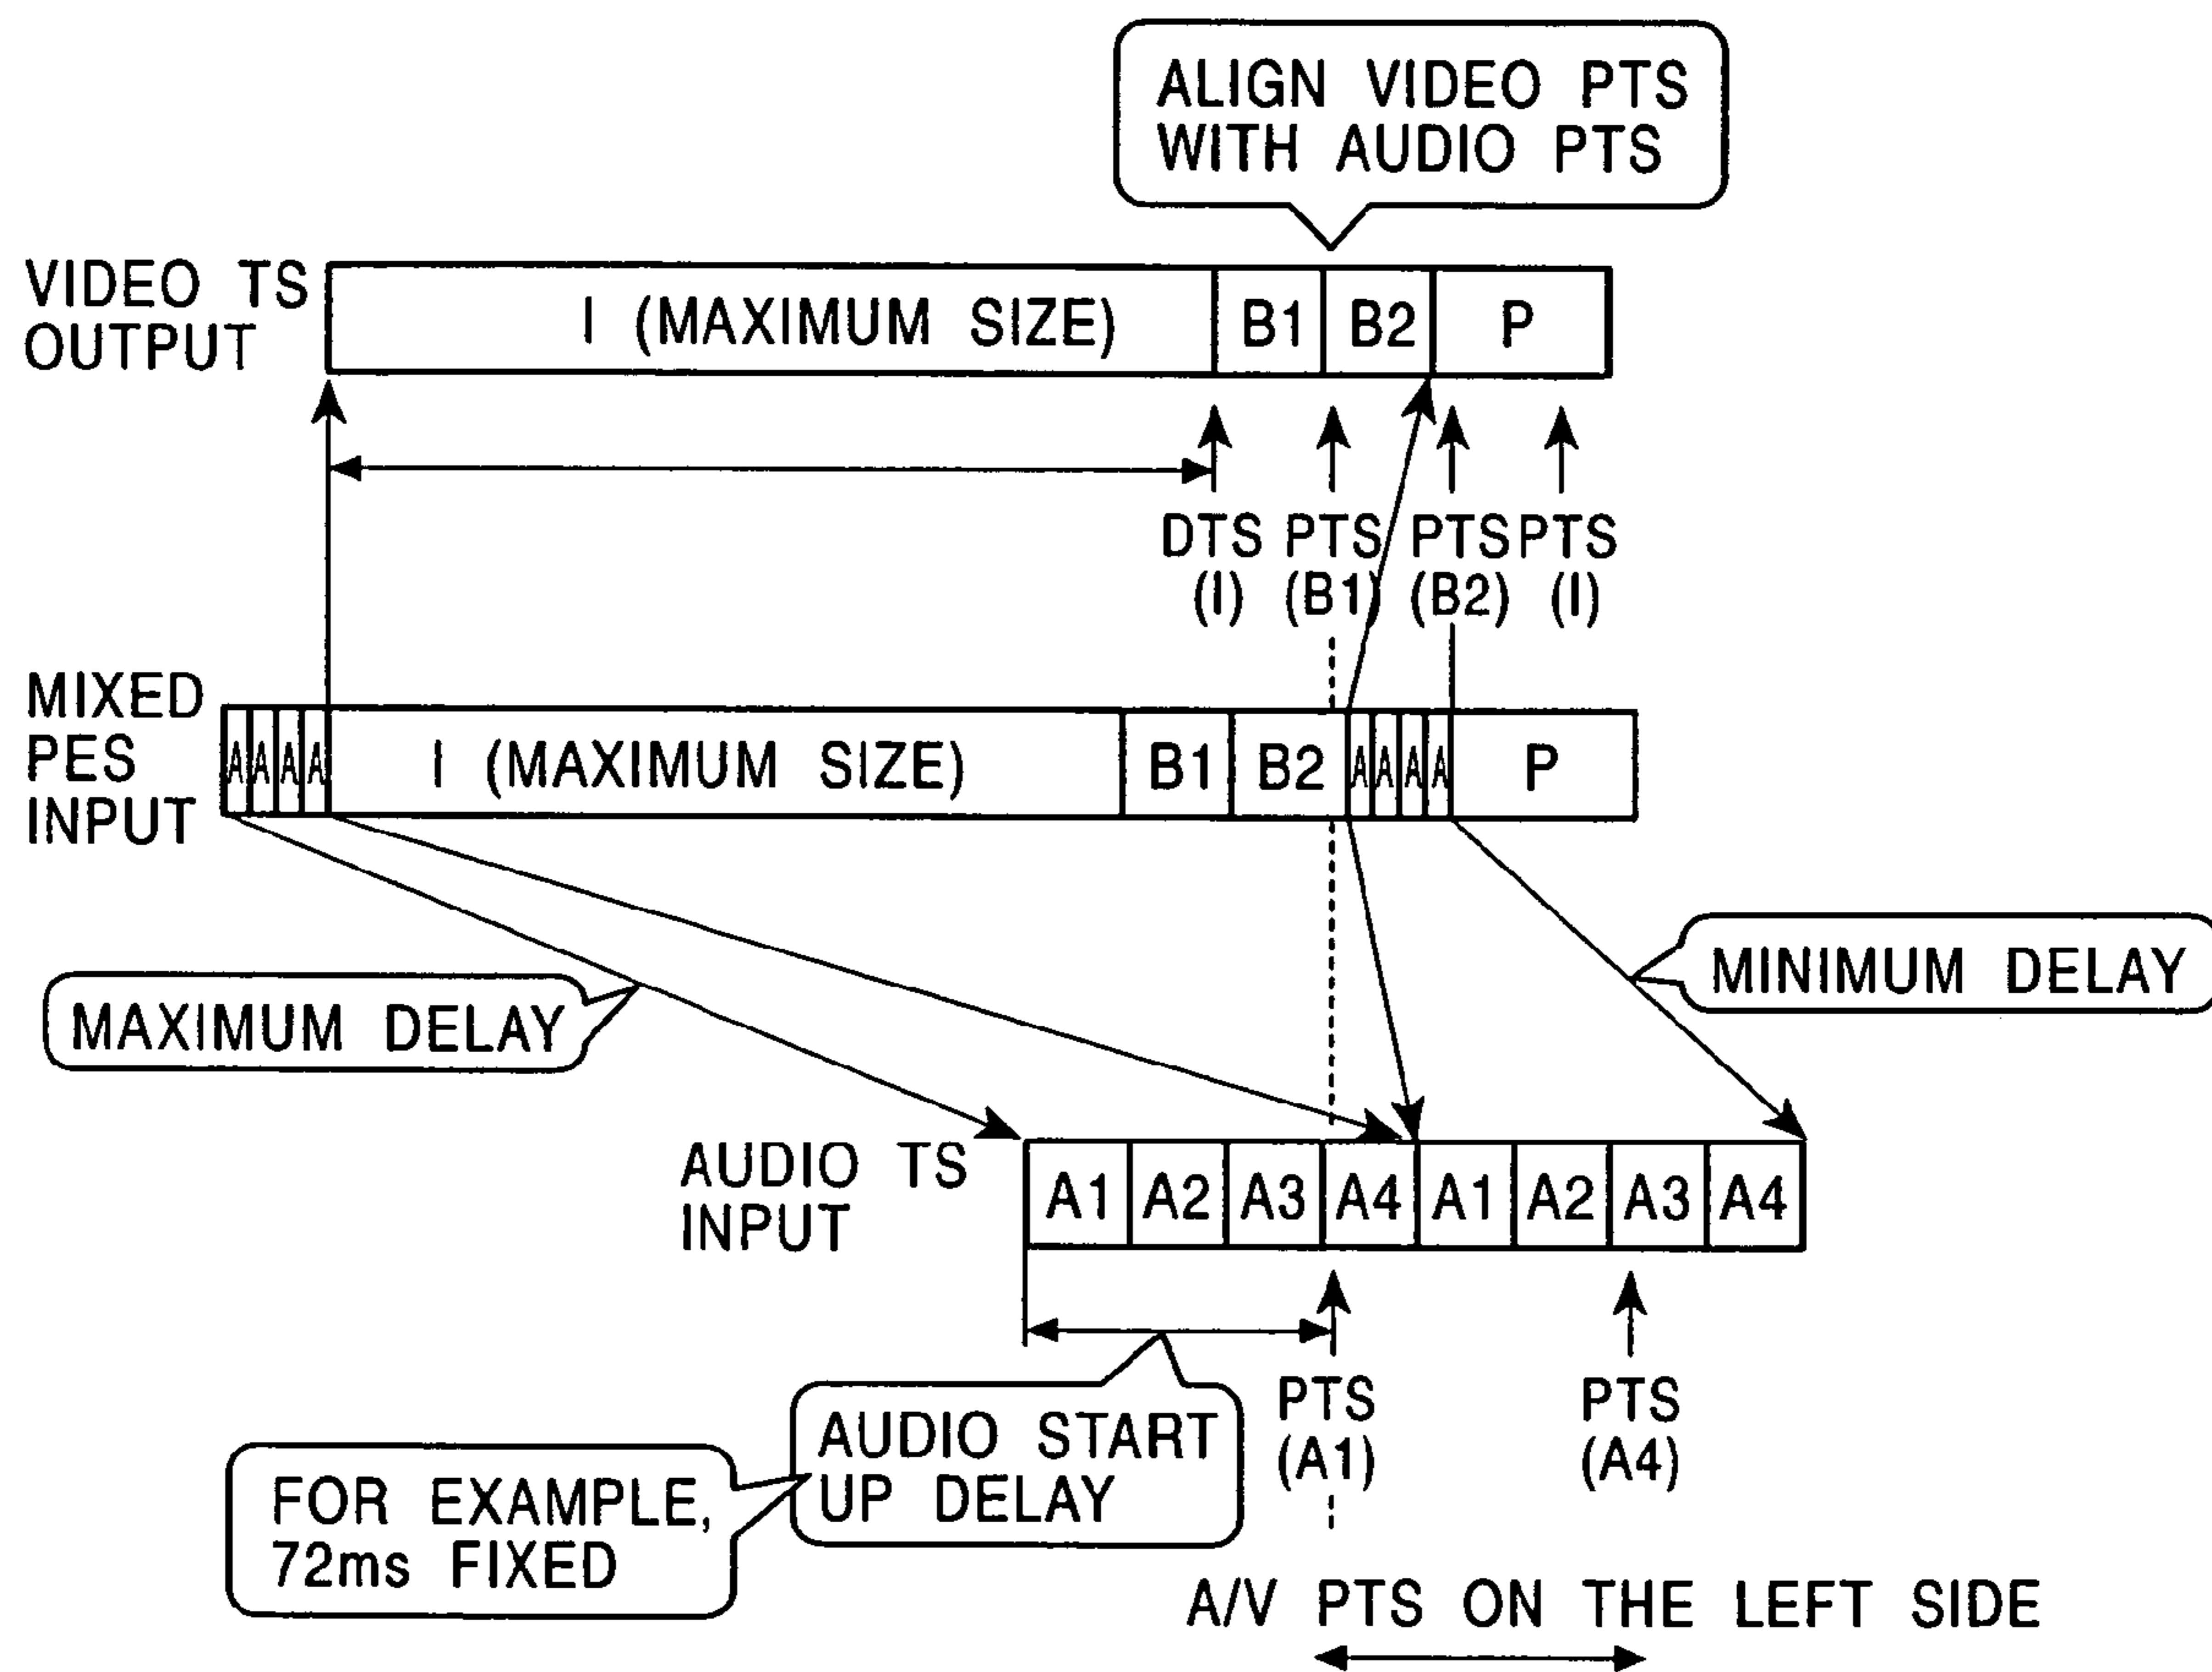 ALIGN VIDEO PTS
WITH AUDIO PTS
VIDEO TS
OUTPUT
I (MAXIMUM SIZE)
B1
B2
P
DTS
(I)
PTS
(B1)
PTS
(B2)
PTS
(I)
MIXED
PES
INPUT
A
A
A
A
I (MAXIMUM SIZE)
B1
B2
A
A
A
A
P
MAXIMUM DELAY
MINIMUM DELAY
AUDIO TS
INPUT
A1
A2
A3
A4
A1
A2
A3
A4
PTS
(A1)
PTS
(A4)
AUDIO START
UP DELAY
FOR EXAMPLE,
72ms FIXED
A/V PTS ON THE LEFT SIDE